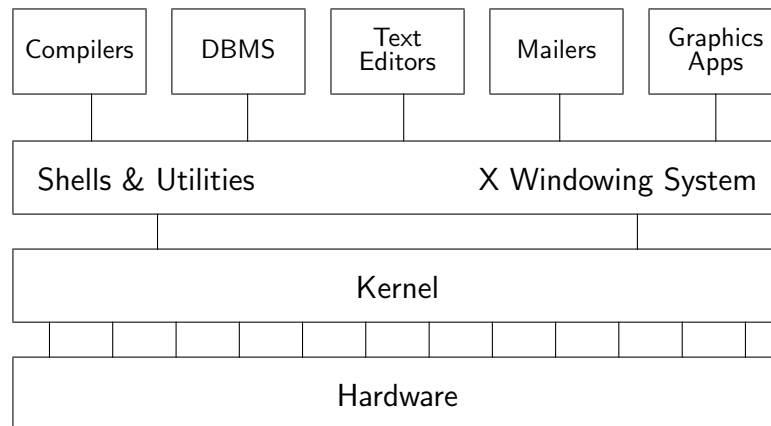 Compilers
DBMS
Text
Editors
Mailers
Graphics
Apps
Shells & Utilities
X Windowing System
Kernel
Hardware